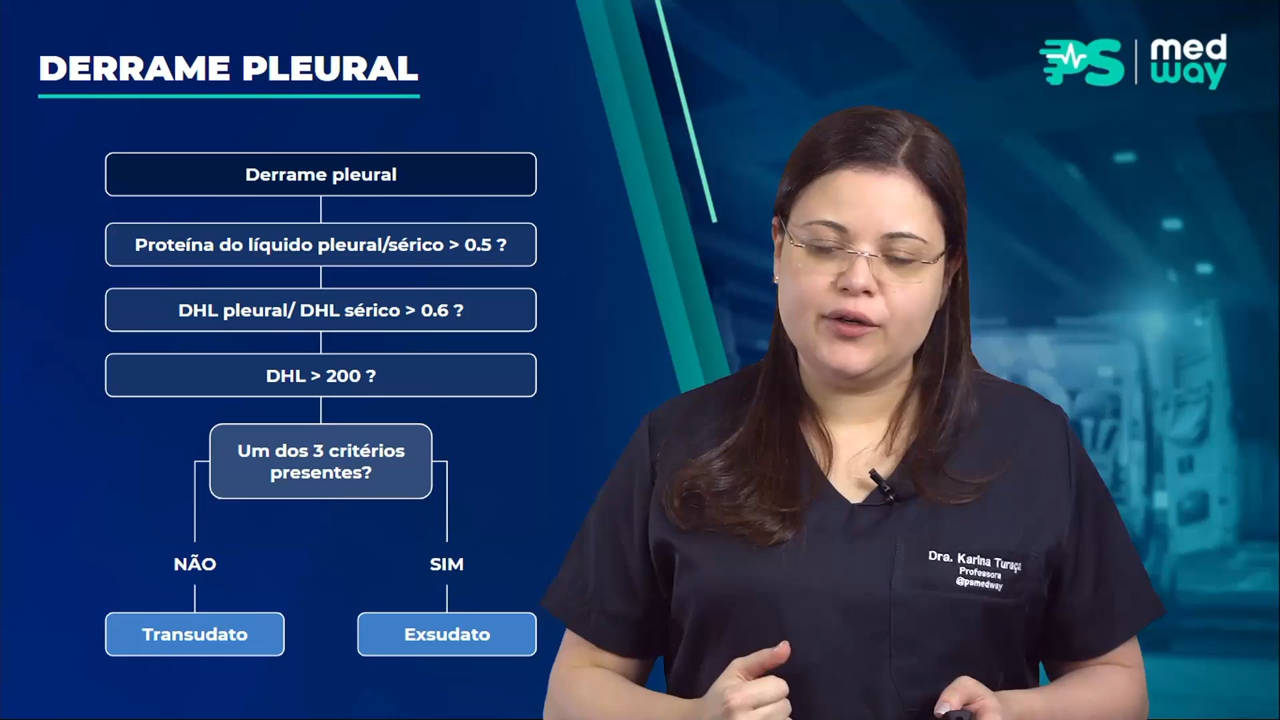 DERRAME PLEURAL
PS
med
way
Derrame pleural
Proteína do líquido pleural/sérico > 0.5 ?
DHL pleural/ DHL sérico > 0.6 ?
DHL > 200 ?
Um dos 3 critérios
presentes?
NÃO
SIM
Transudato
Exsudato
Dra. Karina Turaça
Professora
@psmedway